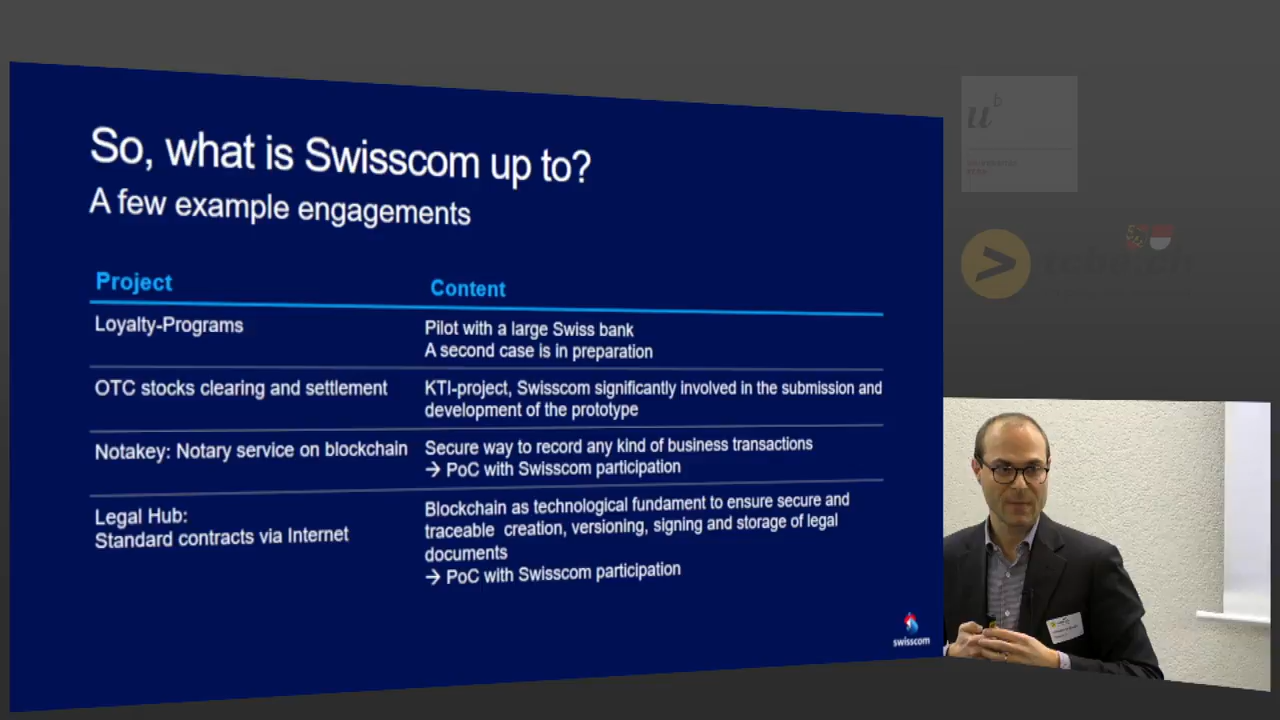 So, what is Swisscom up to?
A few example engagements
Project
Content
Loyalty-Programs
Pilot with a large Swiss bank
A second case is in preparation
OTC stocks clearing and settlement
KTI-project, Swisscom significantly involved in the submission and
development of the prototype
Notakey: Notary service on blockchain
Secure way to record any kind of business transactions
→ PoC with Swisscom participation
Legal Hub:
Standard contracts via Internet
Blockchain as technological fundament to ensure secure and
traceable creation, versioning, signing and storage of legal
documents
→ PoC with Swisscom participation
swisscom
u
b